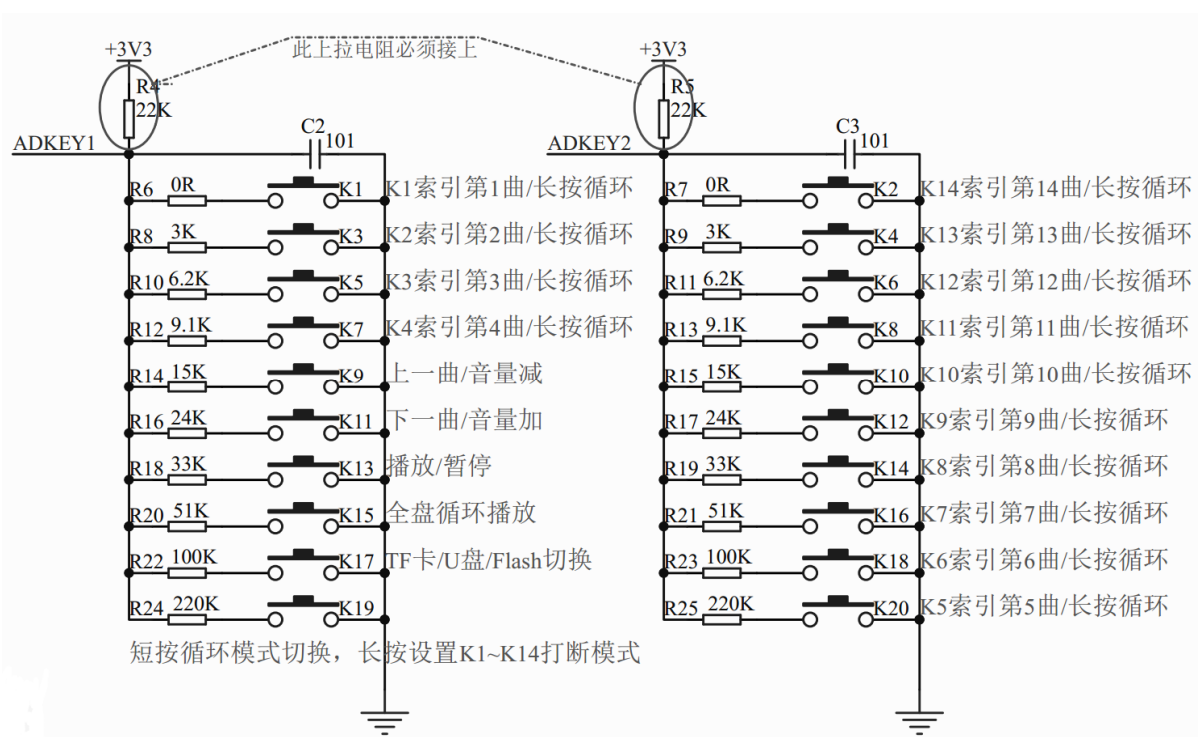 +3V3
此上拉电阻必须接上
+3V3
R4
22K
R5
22K
ADKEY1
C2
101
ADKEY2
C3
101
R6 0R K1 K1索引第1曲/长按循环
R8 3K K3 K2索引第2曲/长按循环
R10 6.2K K5 K3索引第3曲/长按循环
R12 9.1K K7 K4索引第4曲/长按循环
R14 15K K9 上一曲/音量减
R16 24K K11 下一曲/音量加
R18 33K K13 播放/暂停
R20 51K K15 全盘循环播放
R22 100K K17 TF卡/U盘/Flash切换
R24 220K K19
短按循环模式切换，长按设置K1~K14打断模式
R7 0R K2 K14索引第14曲/长按循环
R9 3K K4 K13索引第13曲/长按循环
R11 6.2K K6 K12索引第12曲/长按循环
R13 9.1K K8 K11索引第11曲/长按循环
R15 15K K10 K10索引第10曲/长按循环
R17 24K K12 K9索引第9曲/长按循环
R19 33K K14 K8索引第8曲/长按循环
R21 51K K16 K7索引第7曲/长按循环
R23 100K K18 K6索引第6曲/长按循环
R25 220K K20 K5索引第5曲/长按循环